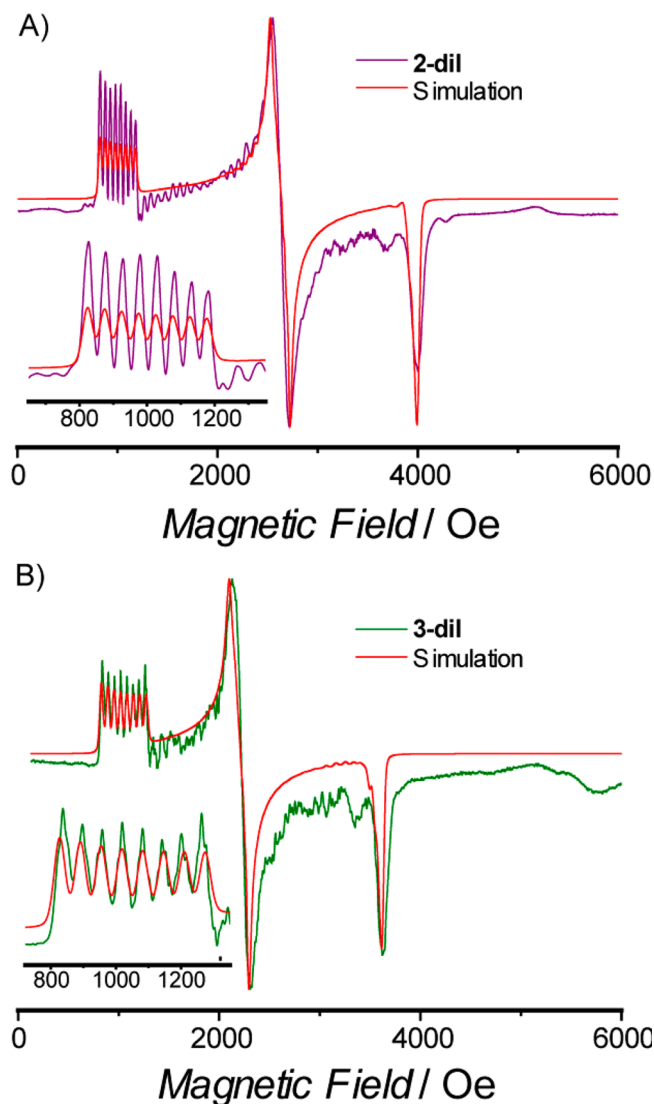 A)
2-dil
Simulation
800 1000 1200
0 2000 4000 6000
Magnetic Field / Oe
B)
3-dil
Simulation
800 1000 1200
0 2000 4000 6000
Magnetic Field / Oe